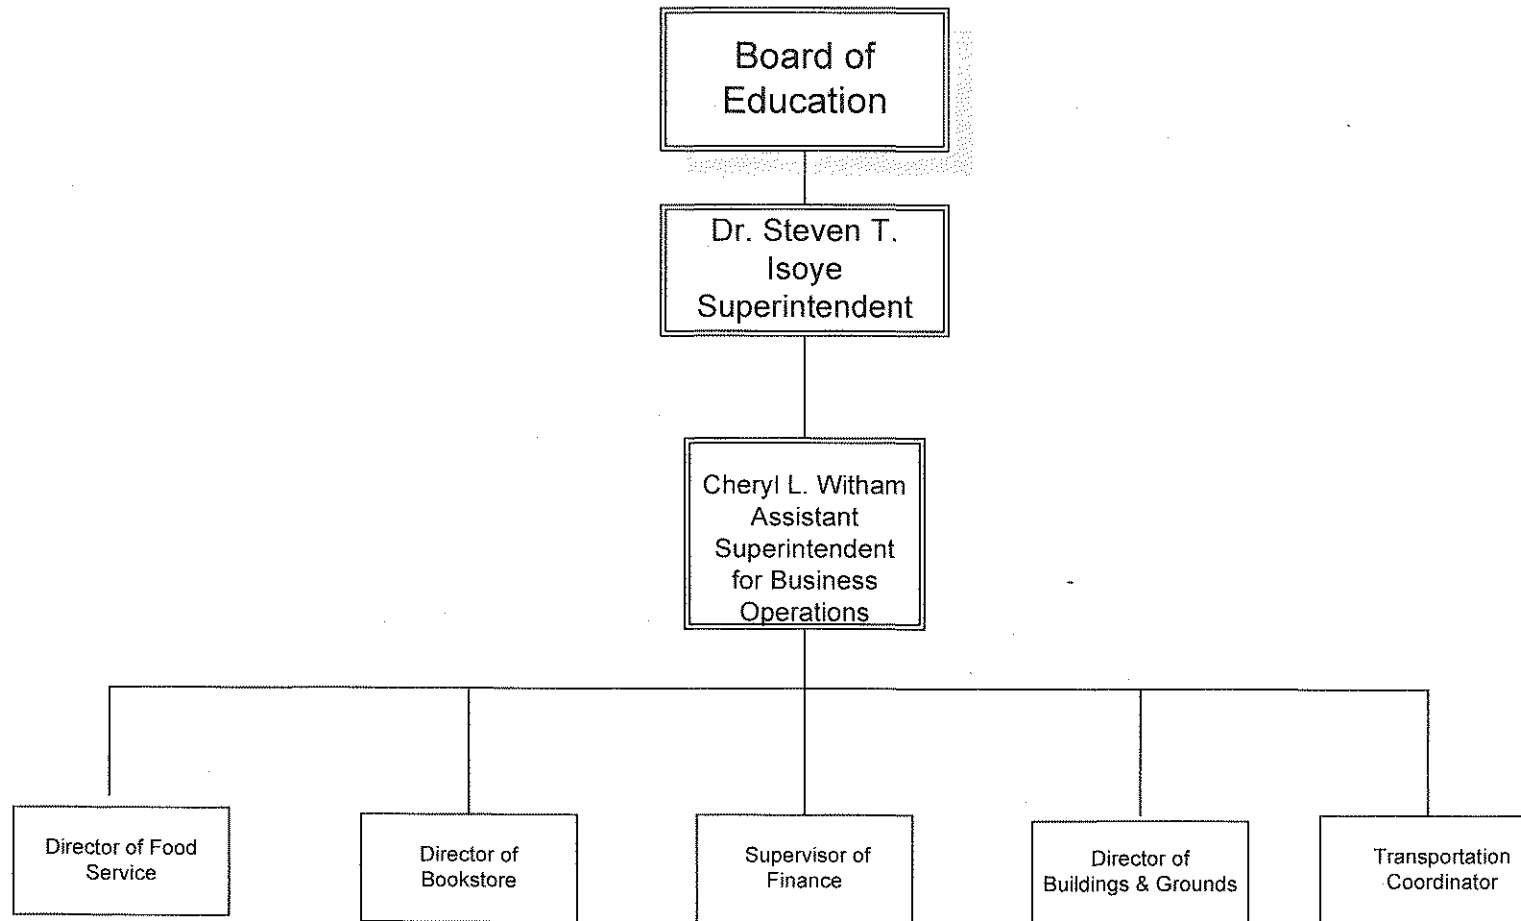 Board of
Education
Dr. Steven T.
Isoye
Superintendent
Cheryl L. Witham
Assistant
Superintendent
for Business
Operations
Director of Food
Service
Director of
Bookstore
Supervisor of
Finance
Director of
Buildings & Grounds
Transportation
Coordinator